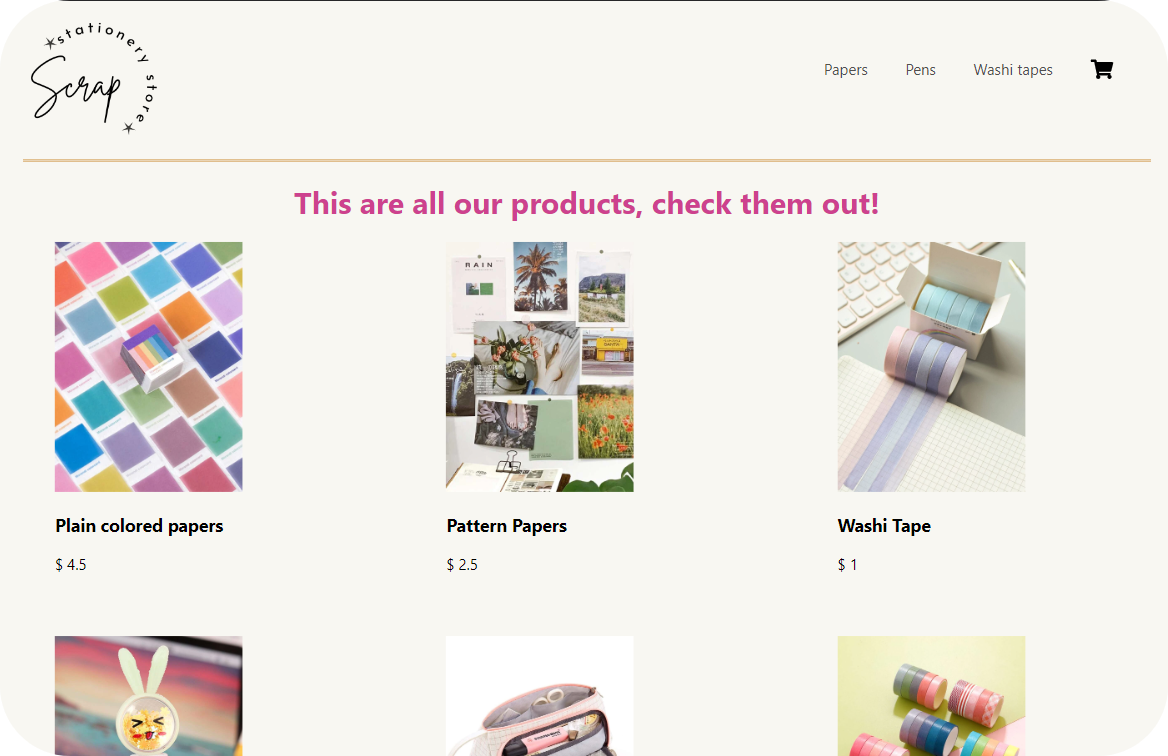 stationery store
Scrap
Papers Pens Washi tapes
This are all our products, check them out!
RAIN
Plain colored papers Pattern Papers Washi Tape
$ 4.5 $ 2.5 $ 1